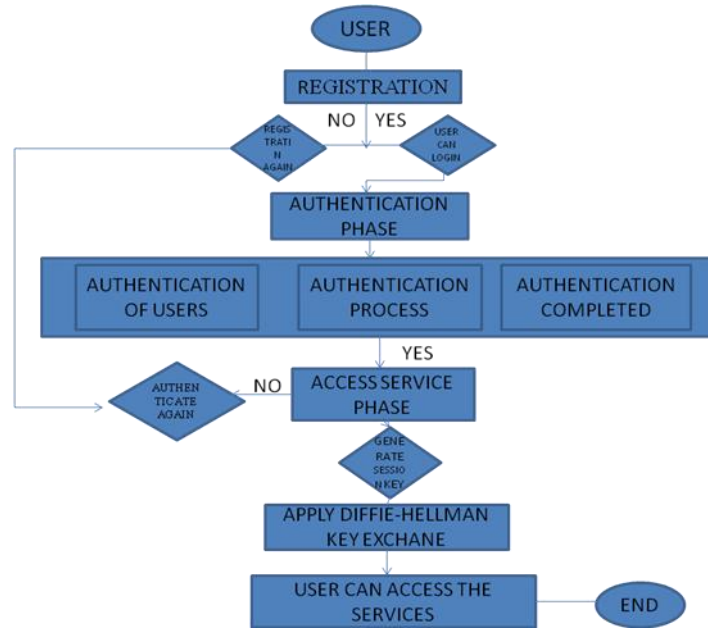 USER
REGISTRATION
NO YES
REGIS
TRATI
N
AGAIN
USER
CAN
LOGIN
AUTHENTICATION
PHASE
AUTHENTICATION
OF USERS
AUTHENTICATION
PROCESS
AUTHENTICATION
COMPLETED
YES
ACCESS SERVICE
PHASE
NO
AUTHEN
TICATE
AGAIN
GENE
RATE
SESSIO
N KEY
APPLY DIFFIE-HELLMAN
KEY EXCHANE
USER CAN ACCESS THE
SERVICES
END